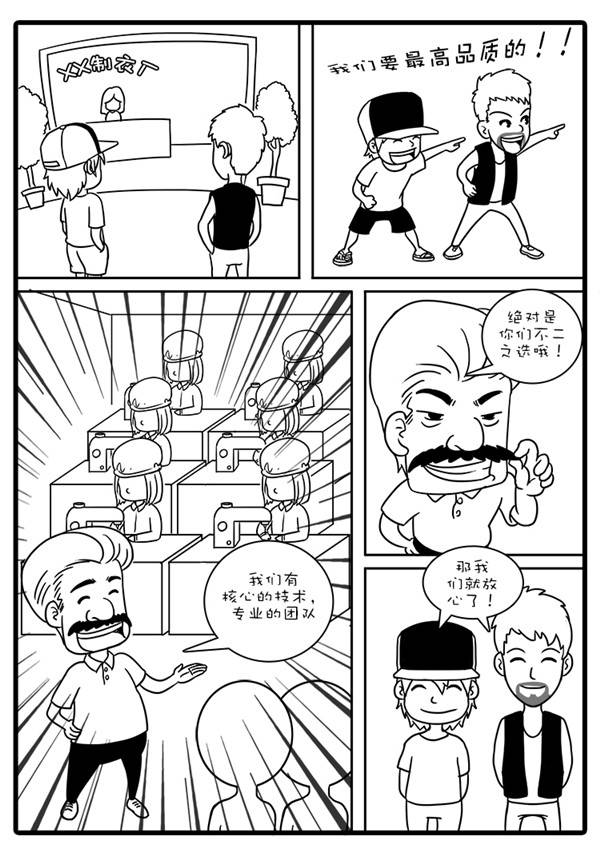 XX制衣厂
我们要最高品质的！！
我们有
核心的技术，
专业的团队
绝对是
你们不二
之选哦！
那我
们就放
心了！